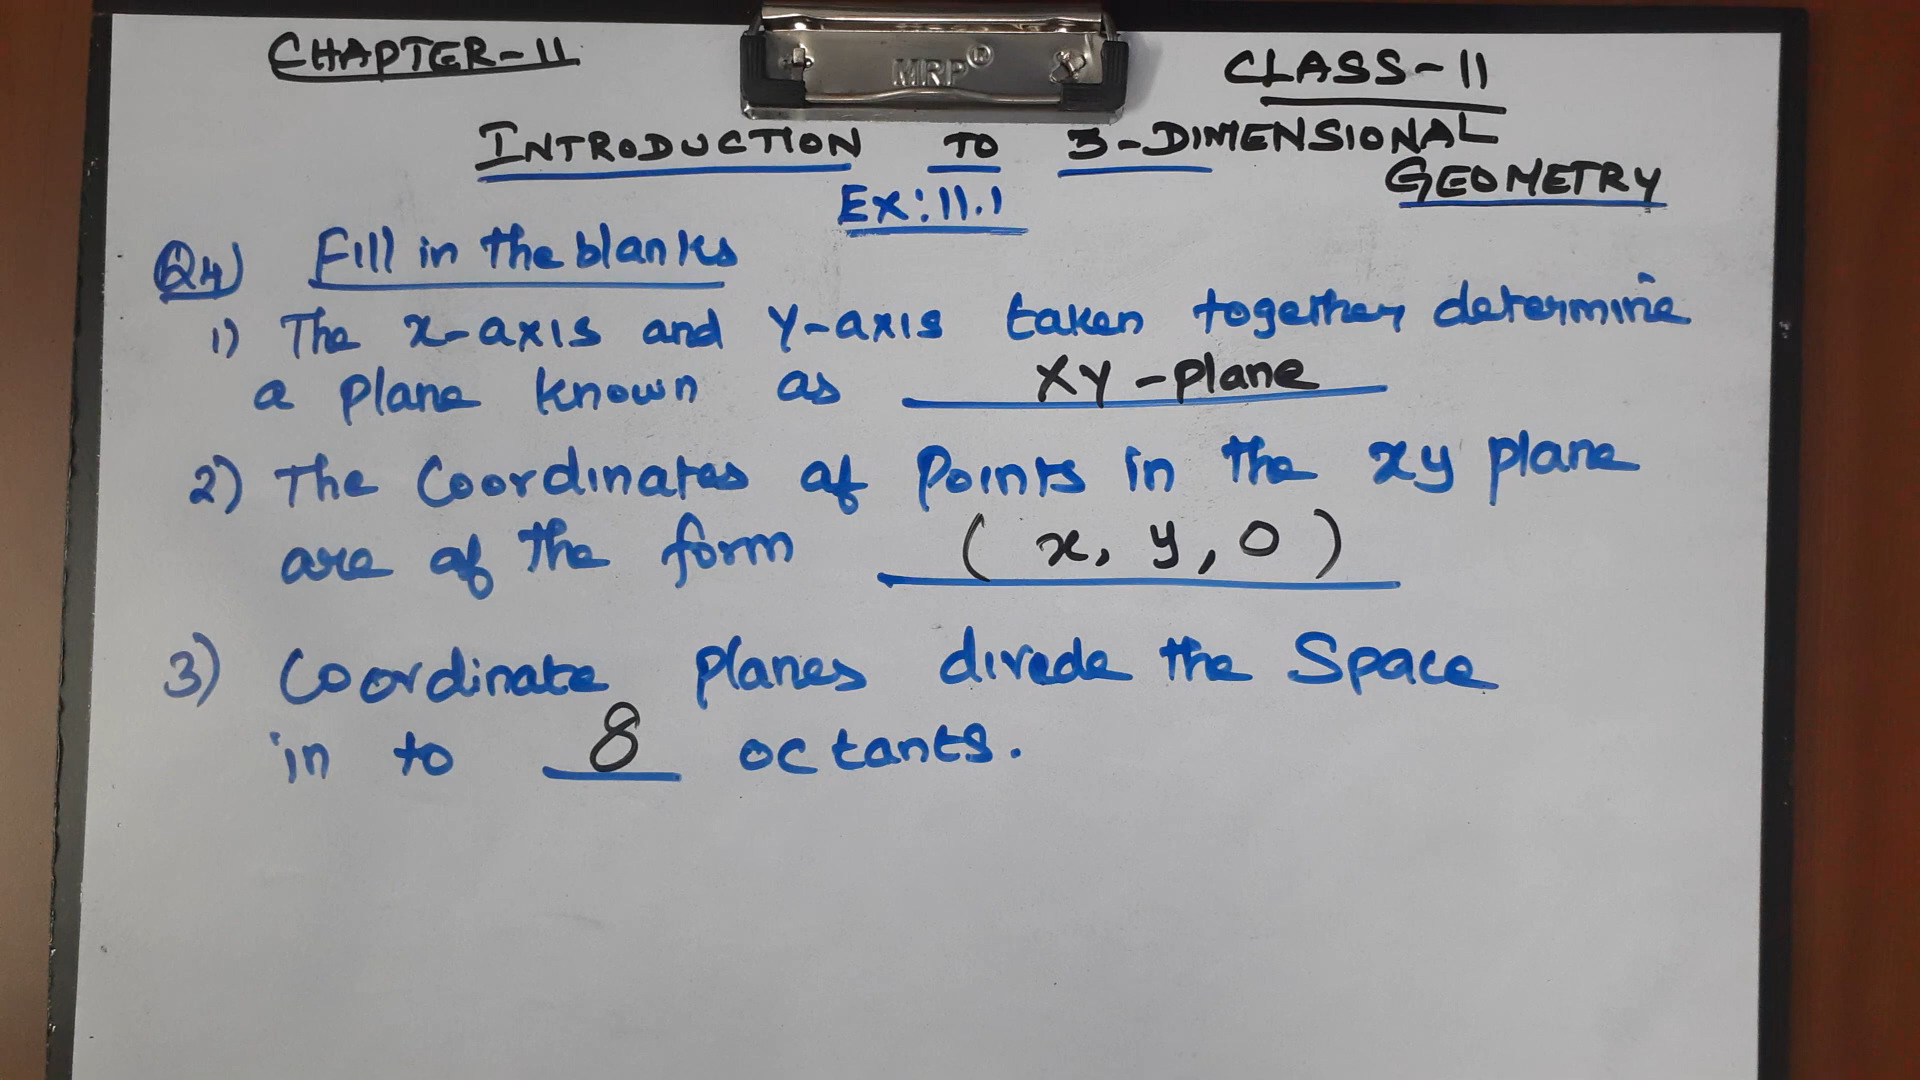 CHAPTER-11
MRP®
CLASS-11
INTRODUCTION TO 3-DIMENSIONAL
GEOMETRY
Ex:11.1
Q4) Fill in the blanks
1) The x-axis and y-axis taken together determine
a plane known as XY-plane
2) The Coordinates of Points in the xy plane
are of the form (x, y, 0)
3) Coordinate planes divede the Space
in to 8 octants.